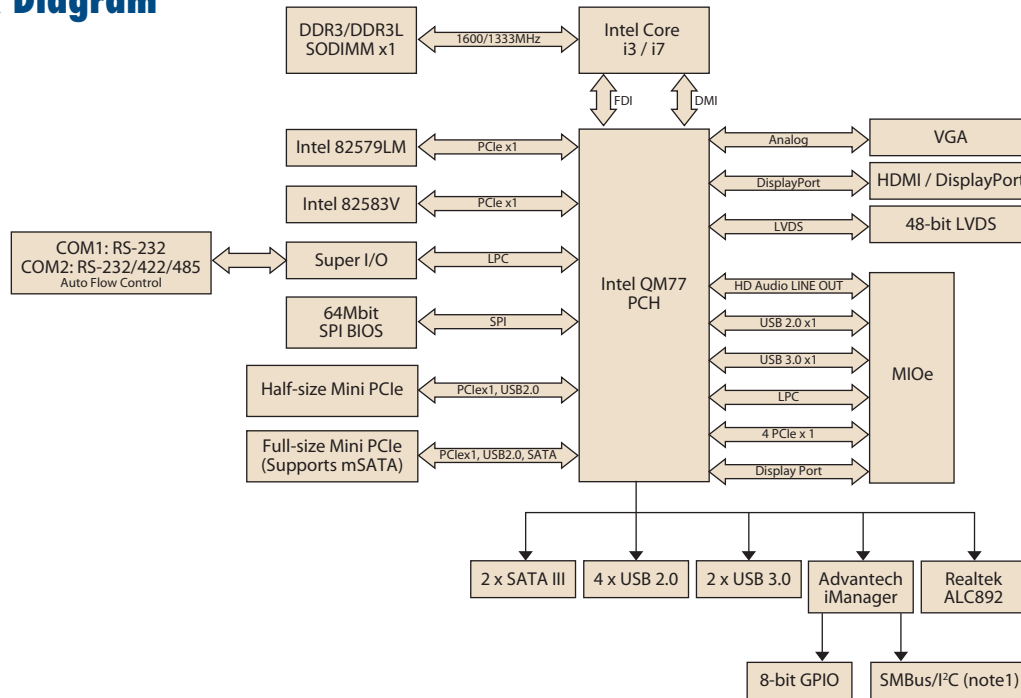 Diagram
DDR3/DDR3L
SODIMM x1
1600/1333MHz
Intel Core
i3 / i7
FDI
DMI
Intel 82579LM
PCIe x1
Analog
VGA
DisplayPort
HDMI / DisplayPort
Intel 82583V
PCIe x1
LVDS
48-bit LVDS
COM1: RS-232
COM2: RS-232/422/485
Auto Flow Control
Super I/O
LPC
Intel QM77
PCH
64Mbit
SPI BIOS
SPI
HD Audio LINE OUT
USB 2.0 x1
USB 3.0 x1
LPC
4 PCIe x 1
Display Port
MIOe
Half-size Mini PCIe
PCIex1, USB2.0
Full-size Mini PCIe
(Supports mSATA)
PCIex1, USB2.0, SATA
2 x SATA III
4 x USB 2.0
2 x USB 3.0
Advantech
iManager
Realtek
ALC892
8-bit GPIO
SMBus/I²C (note1)